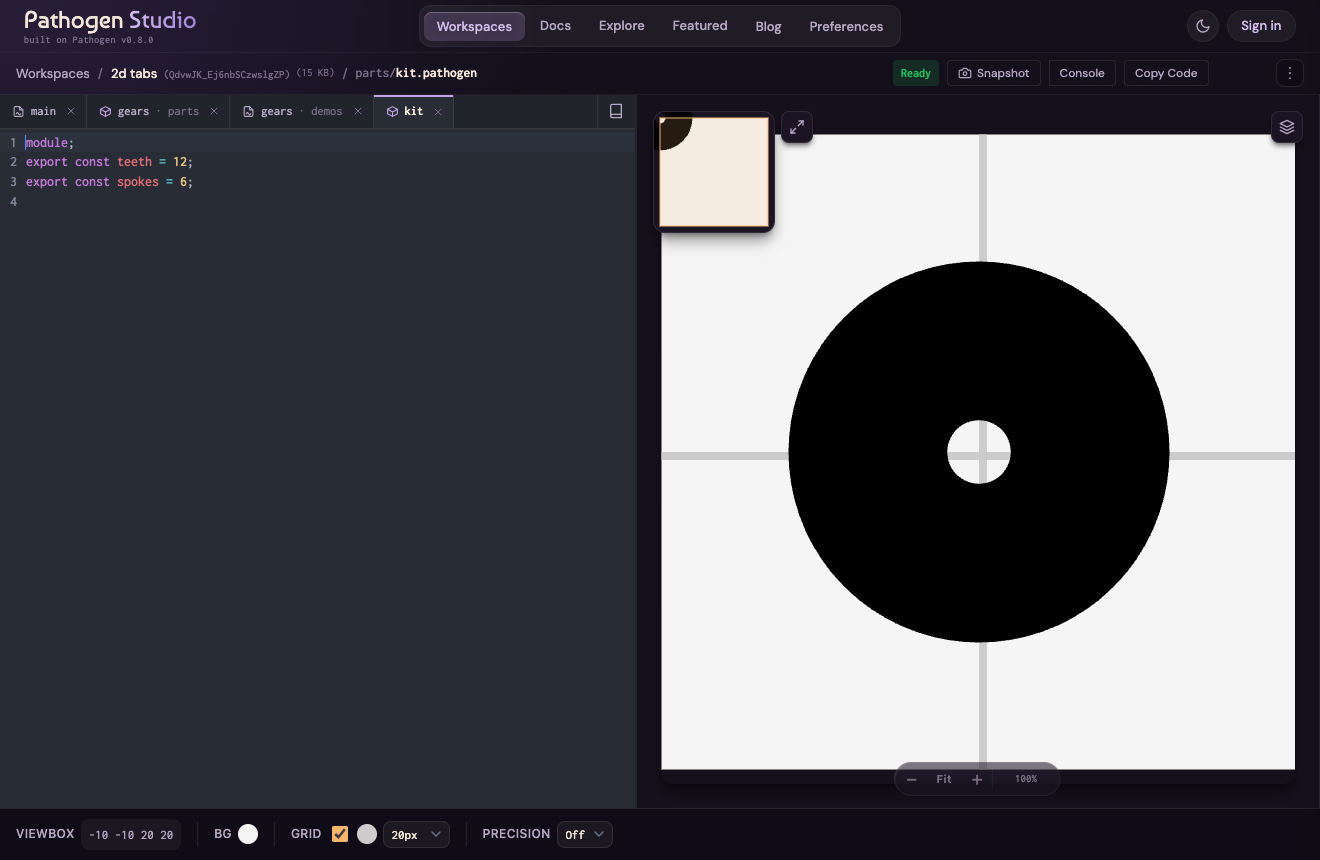 Pathogen Studio
built on Pathogen v0.8.0
Workspaces
Docs
Explore
Featured
Blog
Preferences
Sign in
Workspaces / 2d tabs (QdvwJK_Ej6nbSCzwslgZP) (15 KB) / parts/kit.pathogen
Ready
Snapshot
Console
Copy Code
main
gears · parts
gears · demos
kit
1 module;
2 export const teeth = 12;
3 export const spokes = 6;
4
Fit
100%
VIEWBOX -10 -10 20 20
BG
GRID
20px
PRECISION
Off